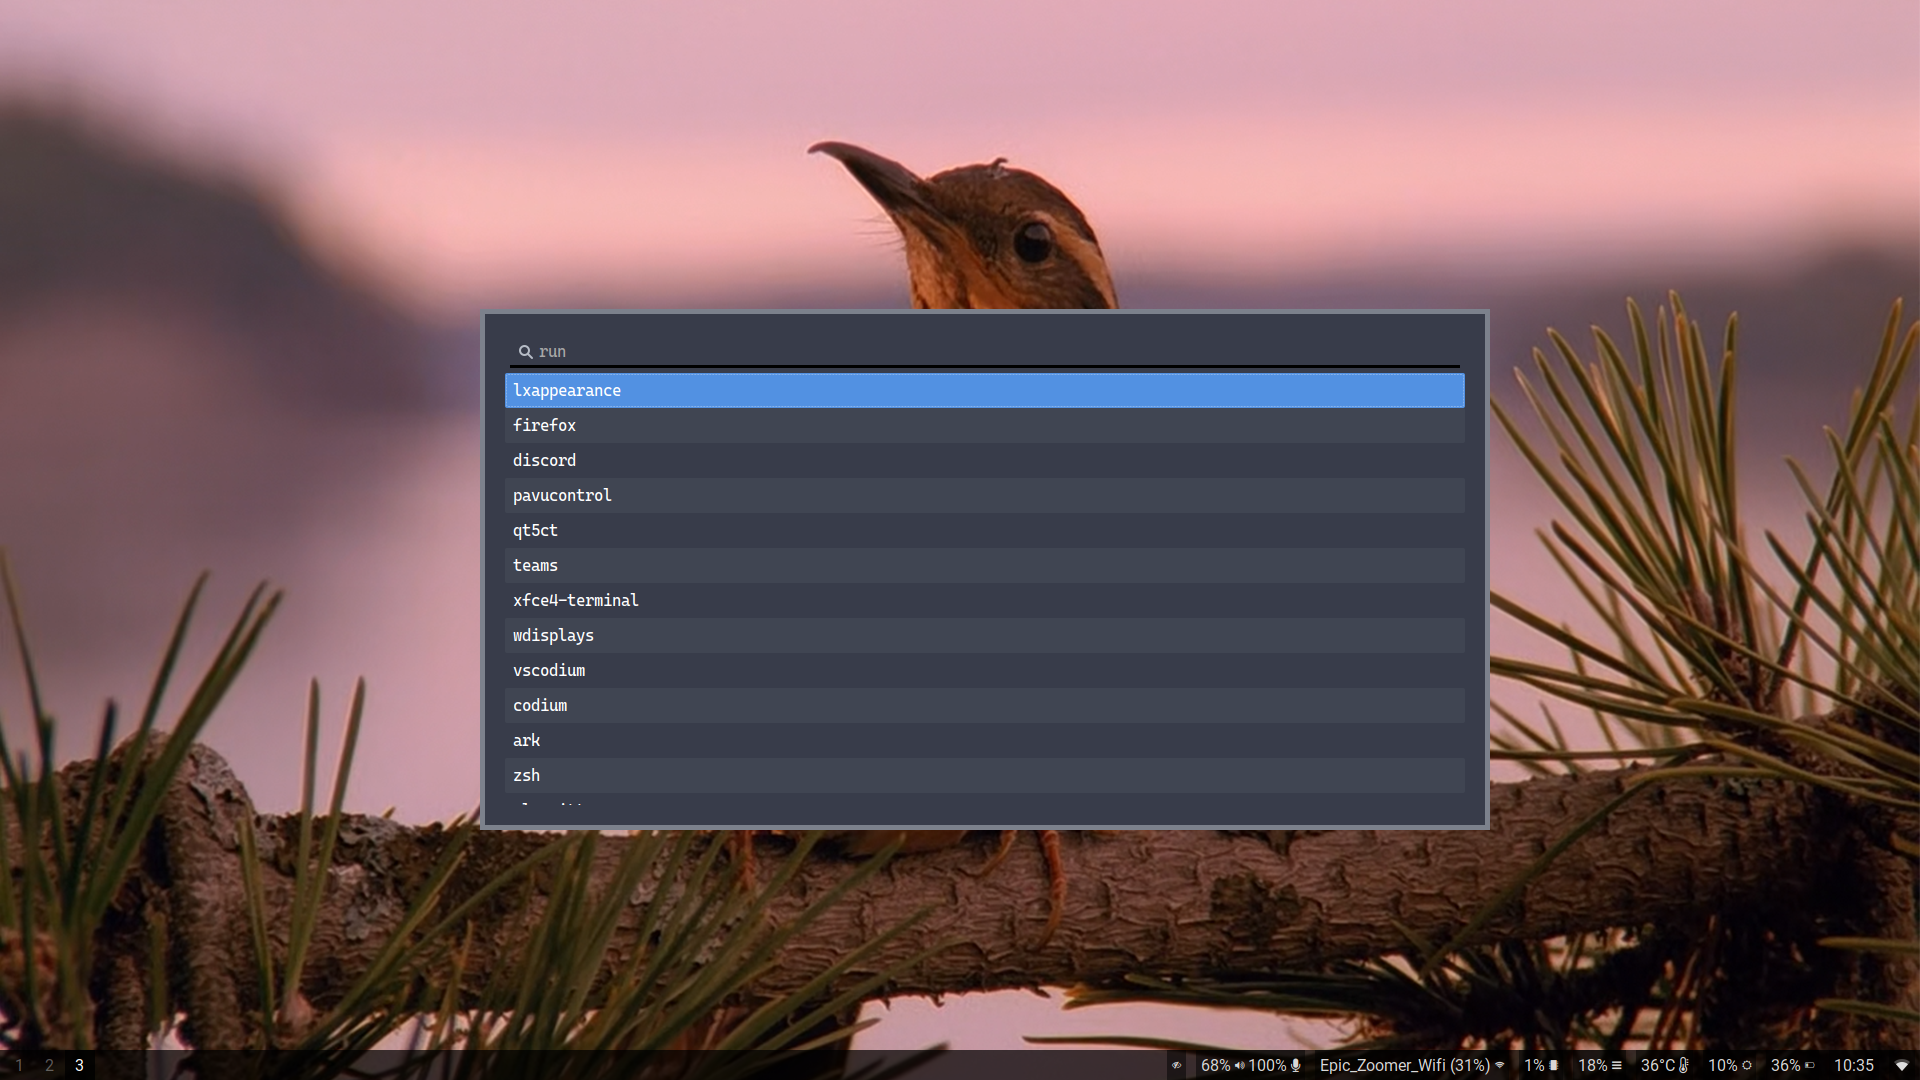 run
lxappearance
firefox
discord
pavucontrol
qt5ct
teams
xfce4-terminal
wdisplays
vscodium
codium
ark
zsh
1 2 3 68% 100% Epic_Zoomer_Wifi (31%) 1% 18% 36°C 10% 36% 10:35